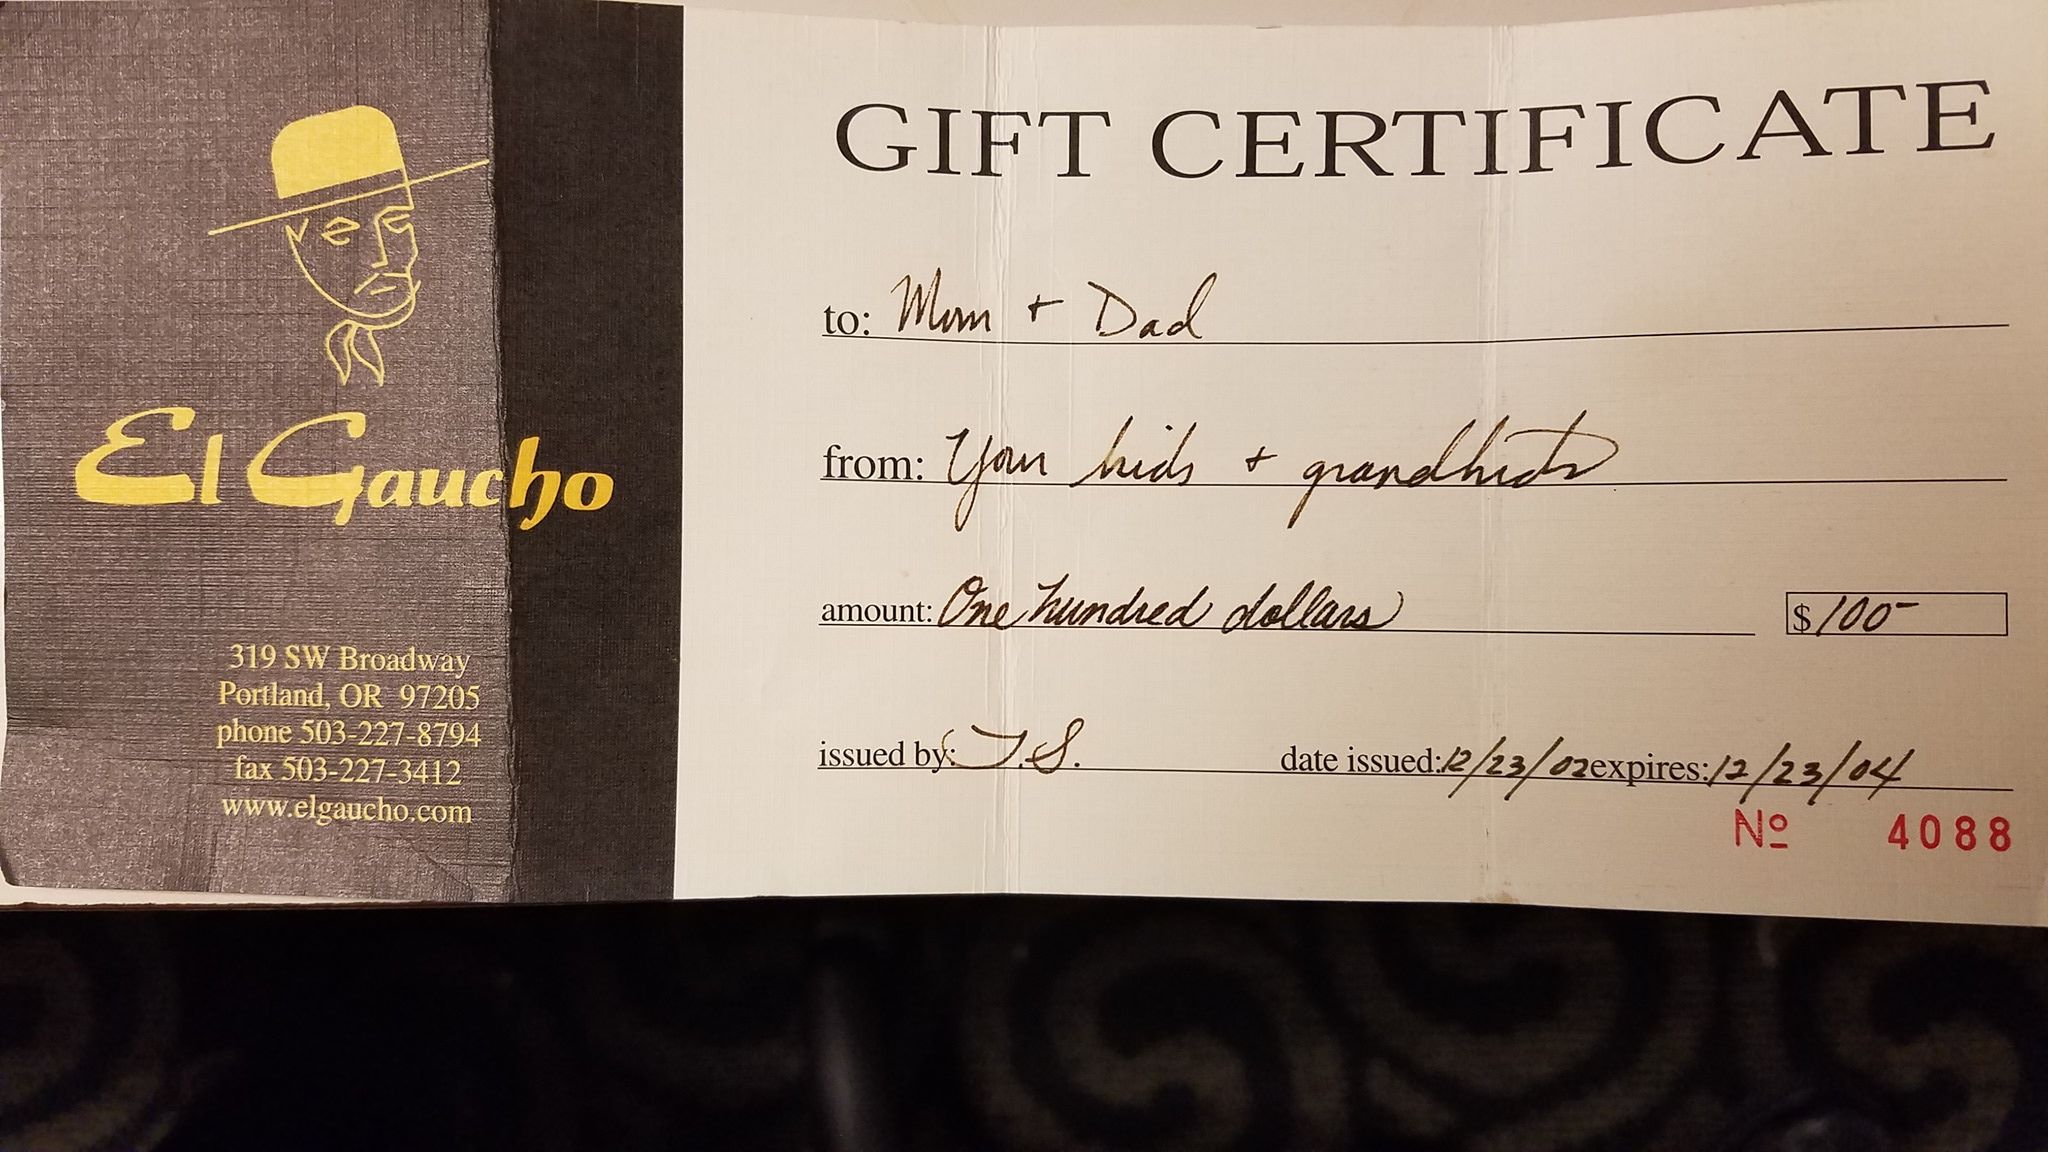 El Gaucho
319 SW Broadway
Portland, OR 97205
phone 503-227-8794
fax 503-227-3412
www.elgaucho.com
GIFT CERTIFICATE
to: Mom + Dad
from: Your kids + grandkids
amount: One hundred dollars $100-
issued by: T.S. date issued: 12/23/02 expires: 12/23/04
Nº 4088